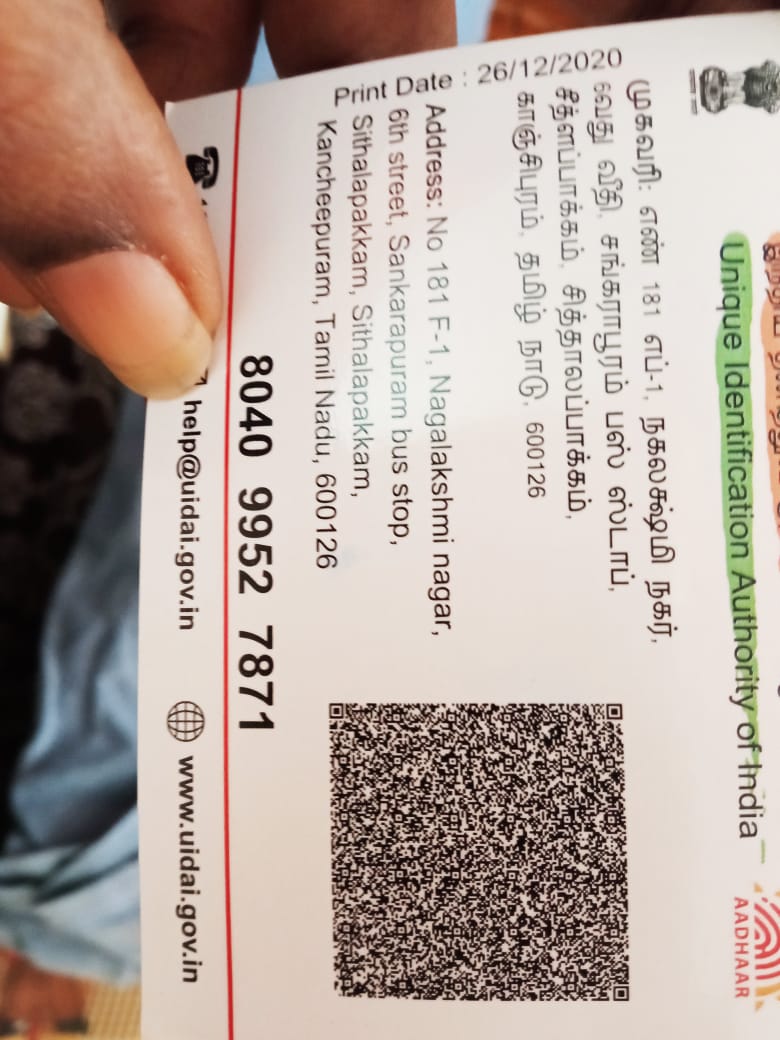 Unique Identification Authority of India
AADHAAR
முகவரி: எண் 181 எப்-1, நகலக்ஷ்மி நகர்,
6வது வீதி, சங்கராபூரம் பஸ் ஸ்டாப்,
சீத்ளப்பாக்கம், சித்தாலப்பாக்கம்,
காஞ்சிபுரம், தமிழ் நாடு, 600126
Print Date : 26/12/2020
Address: No 181 F-1, Nagalakshmi nagar,
6th street, Sankarapuram bus stop,
Sithalapakkam, Sithalapakkam,
Kancheepuram, Tamil Nadu, 600126
8040 9952 7871
help@uidai.gov.in
www.uidai.gov.in